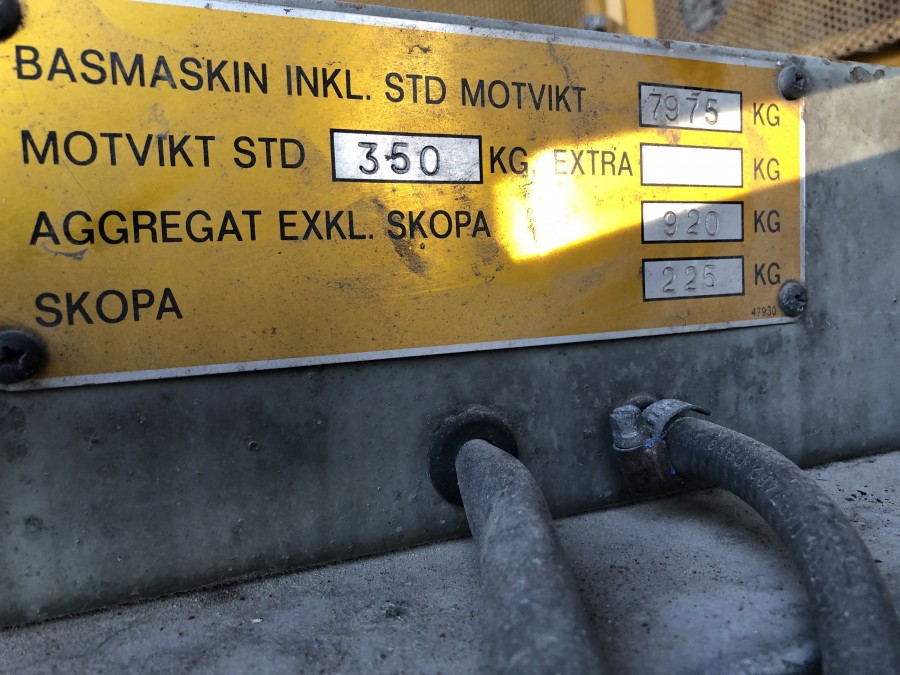 BASMASKIN INKL. STD MOTVIKT 7975 KG
MOTVIKT STD 350 KG. EXTRA KG
AGGREGAT EXKL. SKOPA 920 KG
SKOPA 225 KG
47930